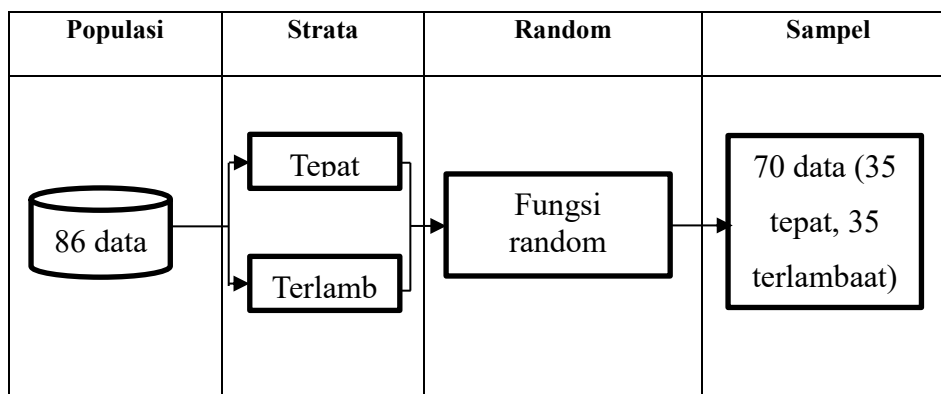 Populasi
Strata
Random
Sampel
86 data
Tepat
Terlamb
Fungsi
random
70 data (35
tepat, 35
terlambaat)